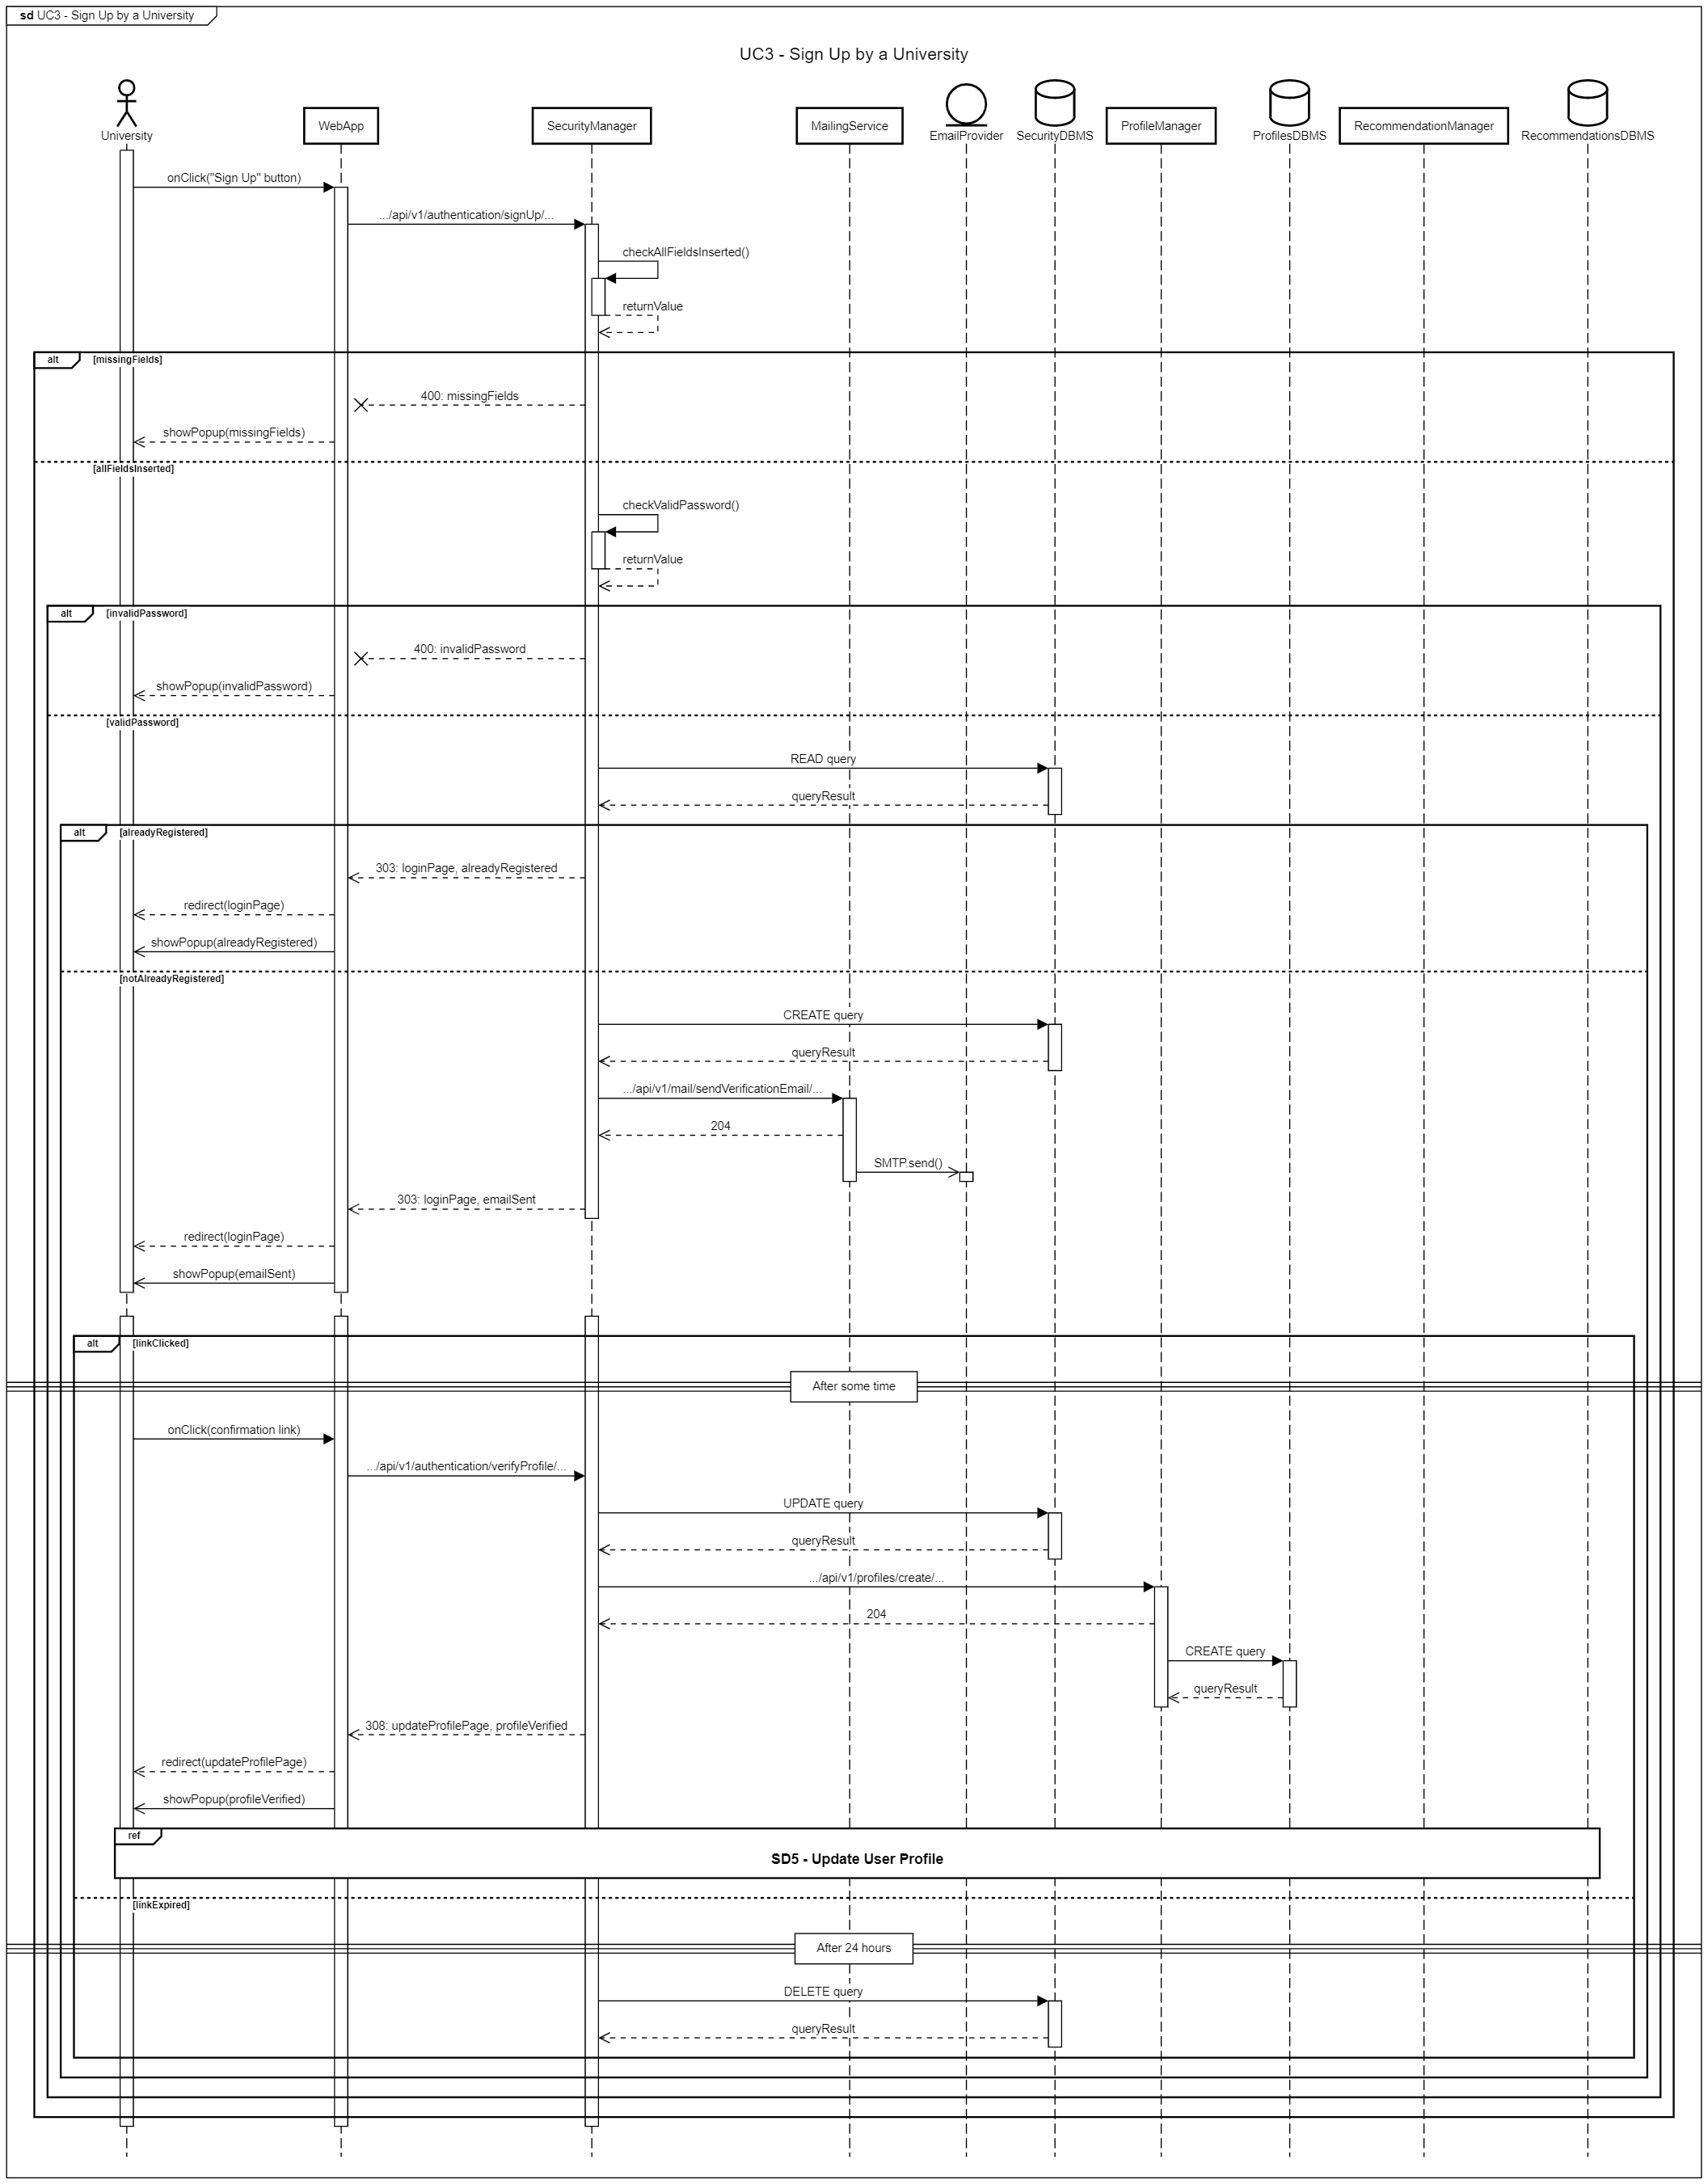 sd UC3 - Sign Up by a University
UC3 - Sign Up by a University
University
WebApp
SecurityManager
MailingService
EmailProvider
SecurityDBMS
ProfileManager
ProfilesDBMS
RecommendationManager
RecommendationsDBMS
onClick("Sign Up" button)
.../api/v1/authentication/signUp/...
checkAllFieldsInserted()
returnValue
alt [missingFields]
400: missingFields
showPopup(missingFields)
[allFieldsInserted]
checkValidPassword()
returnValue
alt [invalidPassword]
400: invalidPassword
showPopup(invalidPassword)
[validPassword]
READ query
queryResult
alt [alreadyRegistered]
303: loginPage, alreadyRegistered
redirect(loginPage)
showPopup(alreadyRegistered)
[notAlreadyRegistered]
CREATE query
queryResult
.../api/v1/mail/sendVerificationEmail/...
204
SMTP.send()
303: loginPage, emailSent
redirect(loginPage)
showPopup(emailSent)
alt [linkClicked]
After some time
onClick(confirmation link)
.../api/v1/authentication/verifyProfile/...
UPDATE query
queryResult
.../api/v1/profiles/create/...
204
CREATE query
queryResult
308: updateProfilePage, profileVerified
redirect(updateProfilePage)
showPopup(profileVerified)
ref
SD5 - Update User Profile
[linkExpired]
After 24 hours
DELETE query
queryResult